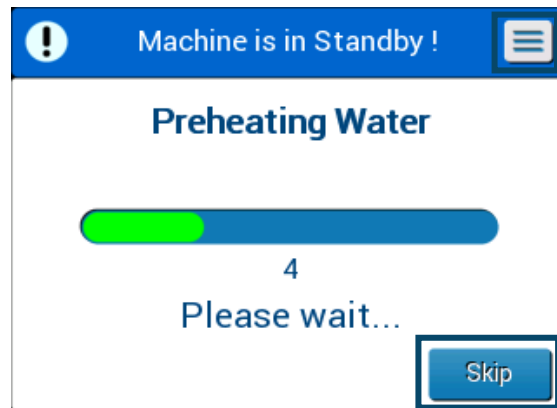 Machine is in Standby !
Preheating Water
4
Please wait...
Skip